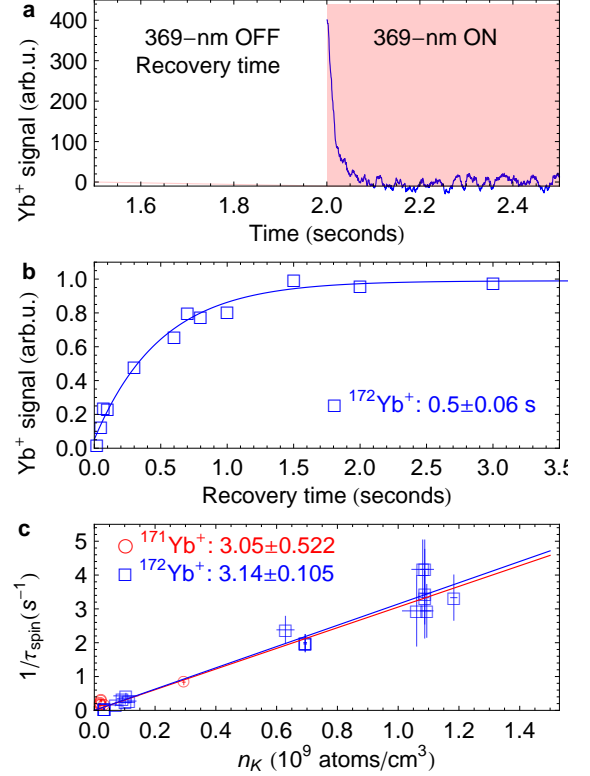 a
369−nm OFF
Recovery time
369−nm ON
Yb⁺ signal (arb.u.)
400
300
200
100
0
1.6 1.8 2.0 2.2 2.4
Time (seconds)
b
Yb⁺ signal (arb.u.)
1.0
0.8
0.6
0.4
0.2
0.0
¹⁷²Yb⁺: 0.5±0.06 s
0.0 0.5 1.0 1.5 2.0 2.5 3.0 3.5
Recovery time (seconds)
c
¹⁷¹Yb⁺: 3.05±0.522
¹⁷²Yb⁺: 3.14±0.105
1/τspin(s⁻¹)
5
4
3
2
1
0
0.0 0.2 0.4 0.6 0.8 1.0 1.2 1.4
nK (10⁹ atoms/cm³)